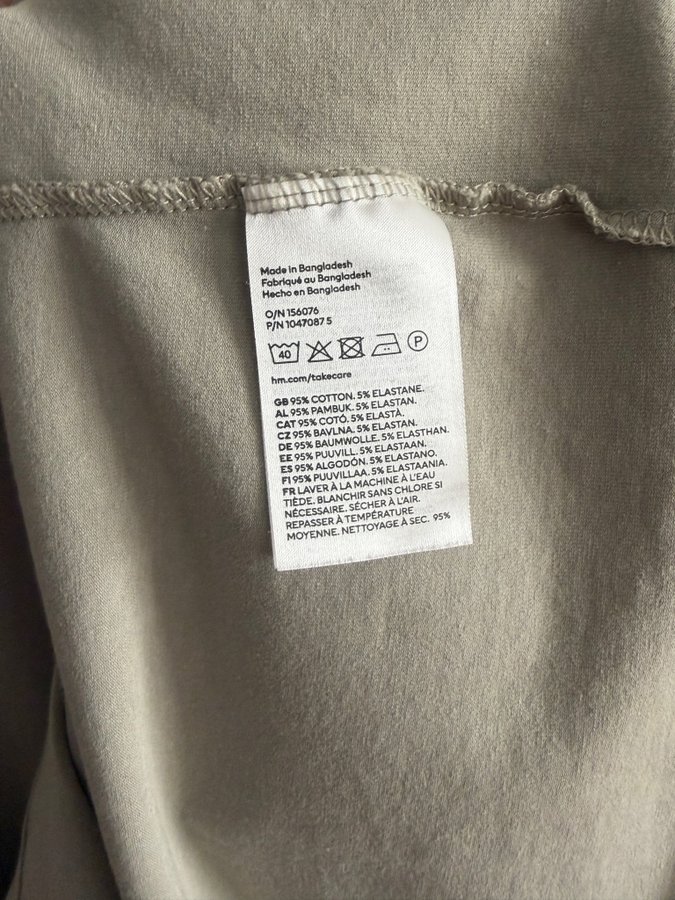 Made in Bangladesh
Fabriqué au Bangladesh
Hecho en Bangladesh
O/N 156076
P/N 1047087 5
40
P
hm.com/takecare
GB 95% COTTON. 5% ELASTANE.
AL 95% PAMBUK. 5% ELASTAN.
CAT 95% COTÓ. 5% ELASTÀ.
CZ 95% BAVLNA. 5% ELASTAN.
DE 95% BAUMWOLLE. 5% ELASTHAN.
EE 95% PUUVILL. 5% ELASTAAN.
ES 95% ALGODÓN. 5% ELASTANO.
FI 95% PUUVILLAA. 5% ELASTAANIA.
FR LAVER À LA MACHINE À L'EAU
TIÈDE. BLANCHIR SANS CHLORE SI
NÉCESSAIRE. SÉCHER À L'AIR.
REPASSER À TEMPÉRATURE
MOYENNE. NETTOYAGE À SEC. 95%